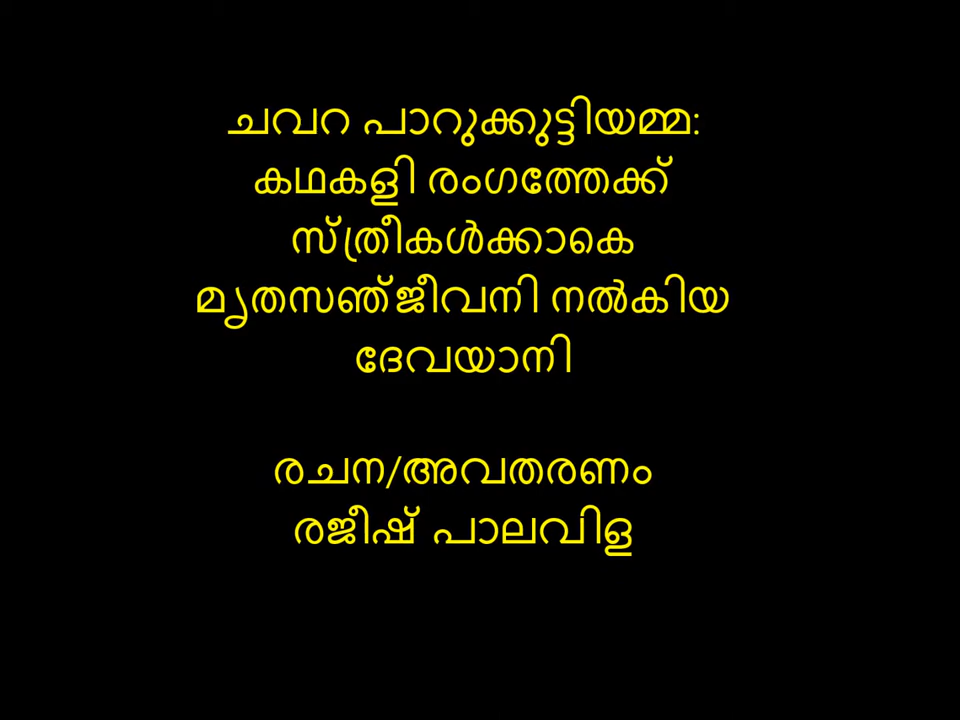 ചവറ പാറുക്കുട്ടിയമ്മ:
കഥകളി രംഗത്തേക്ക്
സ്ത്രീകൾക്കാകെ
മൃതസഞ്ജീവനി നൽകിയ
ദേവയാനി
രചന/അവതരണം
രജീഷ് പാലവിള